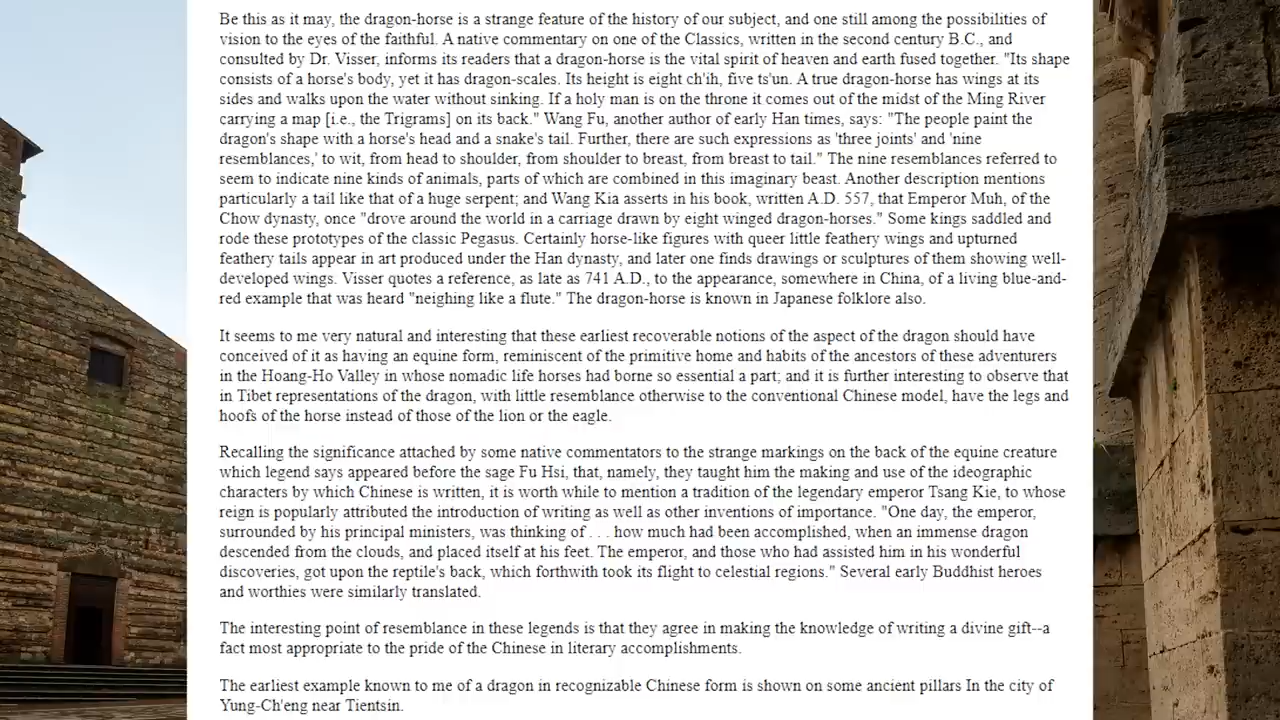 Be this as it may, the dragon-horse is a strange feature of the history of our subject, and one still among the possibilities of
vision to the eyes of the faithful. A native commentary on one of the Classics, written in the second century B.C., and
consulted by Dr. Visser, informs its readers that a dragon-horse is the vital spirit of heaven and earth fused together. "Its shape
consists of a horse's body, yet it has dragon-scales. Its height is eight ch'ih, five ts'un. A true dragon-horse has wings at its
sides and walks upon the water without sinking. If a holy man is on the throne it comes out of the midst of the Ming River
carrying a map [i.e., the Trigrams] on its back." Wang Fu, another author of early Han times, says: "The people paint the
dragon's shape with a horse's head and a snake's tail. Further, there are such expressions as 'three joints' and 'nine
resemblances,' to wit, from head to shoulder, from shoulder to breast, from breast to tail." The nine resemblances referred to
seem to indicate nine kinds of animals, parts of which are combined in this imaginary beast. Another description mentions
particularly a tail like that of a huge serpent; and Wang Kia asserts in his book, written A.D. 557, that Emperor Muh, of the
Chow dynasty, once "drove around the world in a carriage drawn by eight winged dragon-horses." Some kings saddled and
rode these prototypes of the classic Pegasus. Certainly horse-like figures with queer little feathery wings and upturned
feathery tails appear in art produced under the Han dynasty, and later one finds drawings or sculptures of them showing well-
developed wings. Visser quotes a reference, as late as 741 A.D., to the appearance, somewhere in China, of a living blue-and-
red example that was heard "neighing like a flute." The dragon-horse is known in Japanese folklore also.
It seems to me very natural and interesting that these earliest recoverable notions of the aspect of the dragon should have
conceived of it as having an equine form, reminiscent of the primitive home and habits of the ancestors of these adventurers
in the Hoang-Ho Valley in whose nomadic life horses had borne so essential a part; and it is further interesting to observe that
in Tibet representations of the dragon, with little resemblance otherwise to the conventional Chinese model, have the legs and
hoofs of the horse instead of those of the lion or the eagle.
Recalling the significance attached by some native commentators to the strange markings on the back of the equine creature
which legend says appeared before the sage Fu Hsi, that, namely, they taught him the making and use of the ideographic
characters by which Chinese is written, it is worth while to mention a tradition of the legendary emperor Tsang Kie, to whose
reign is popularly attributed the introduction of writing as well as other inventions of importance. "One day, the emperor,
surrounded by his principal ministers, was thinking of . . . how much had been accomplished, when an immense dragon
descended from the clouds, and placed itself at his feet. The emperor, and those who had assisted him in his wonderful
discoveries, got upon the reptile's back, which forthwith took its flight to celestial regions." Several early Buddhist heroes
and worthies were similarly translated.
The interesting point of resemblance in these legends is that they agree in making the knowledge of writing a divine gift--a
fact most appropriate to the pride of the Chinese in literary accomplishments.
The earliest example known to me of a dragon in recognizable Chinese form is shown on some ancient pillars In the city of
Yung-Ch'eng near Tientsin.